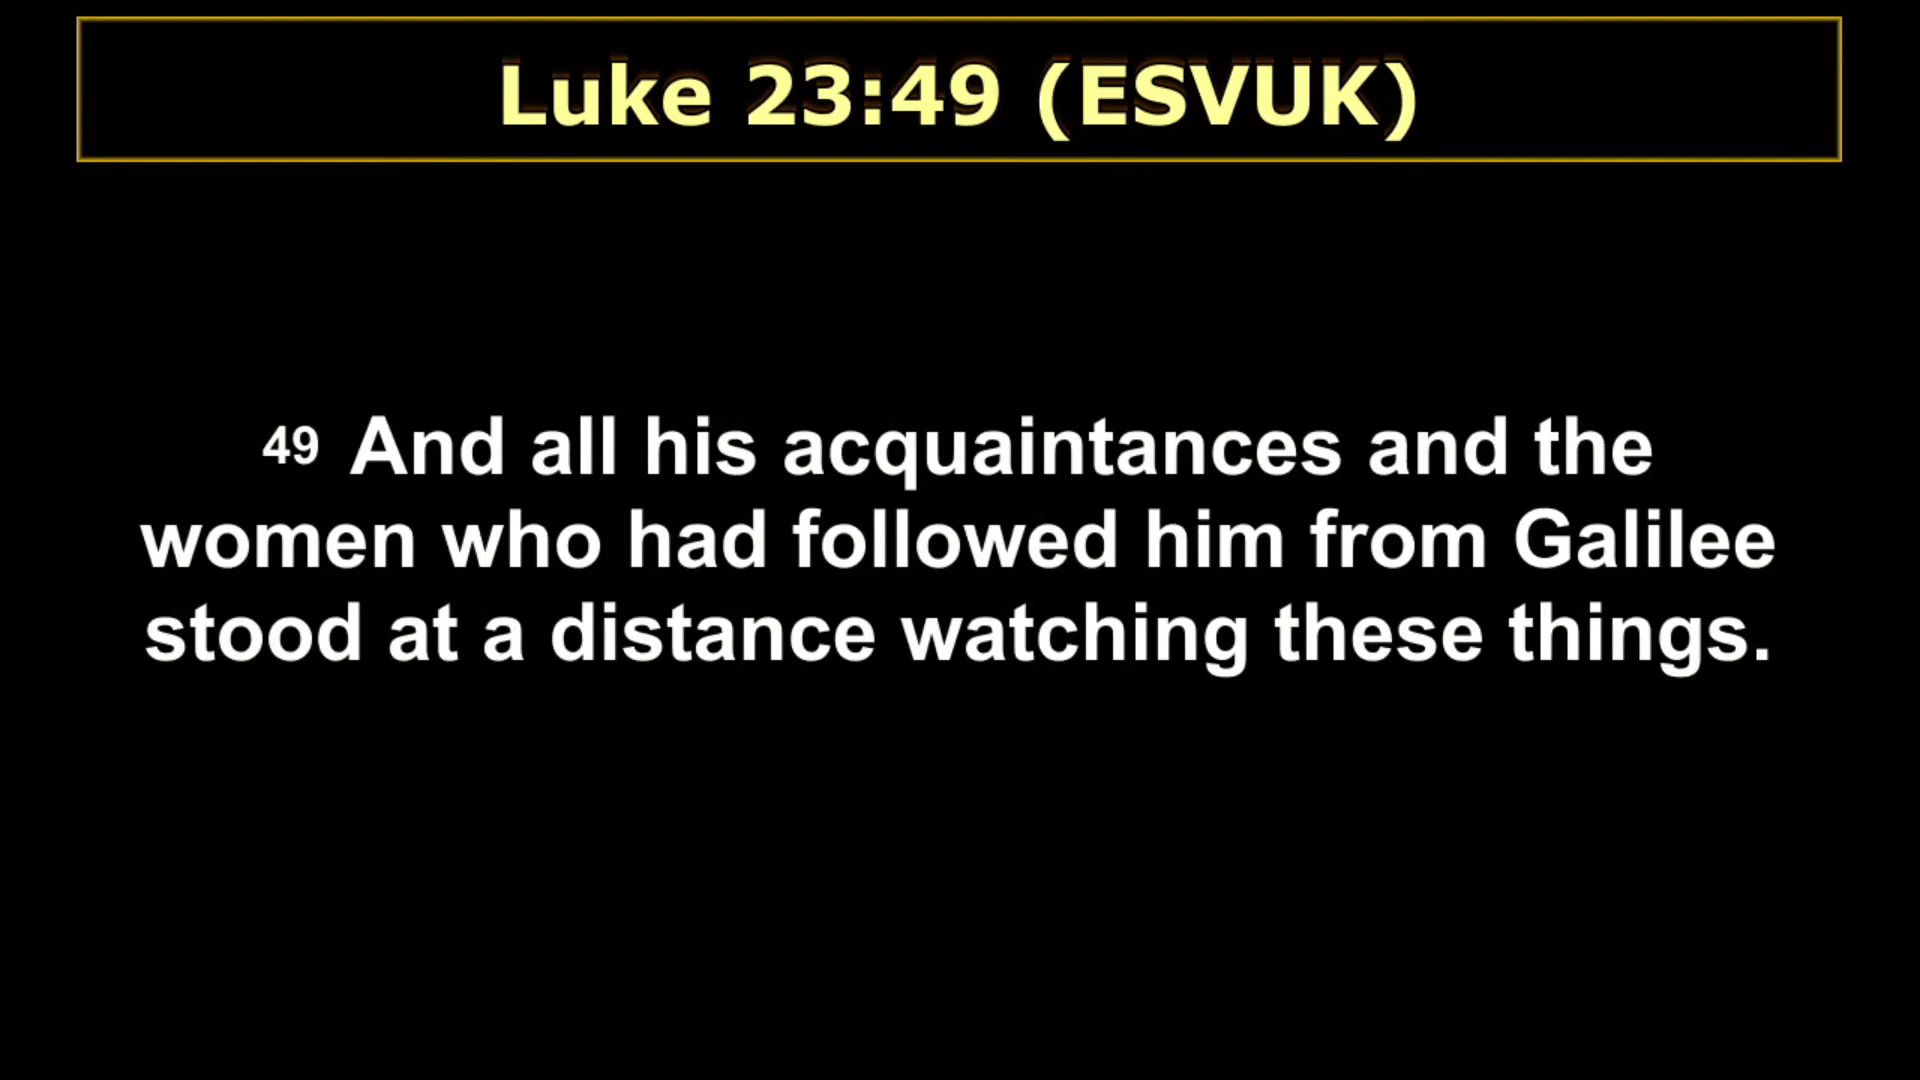 Luke 23:49 (ESVUK)
49 And all his acquaintances and the
women who had followed him from Galilee
stood at a distance watching these things.